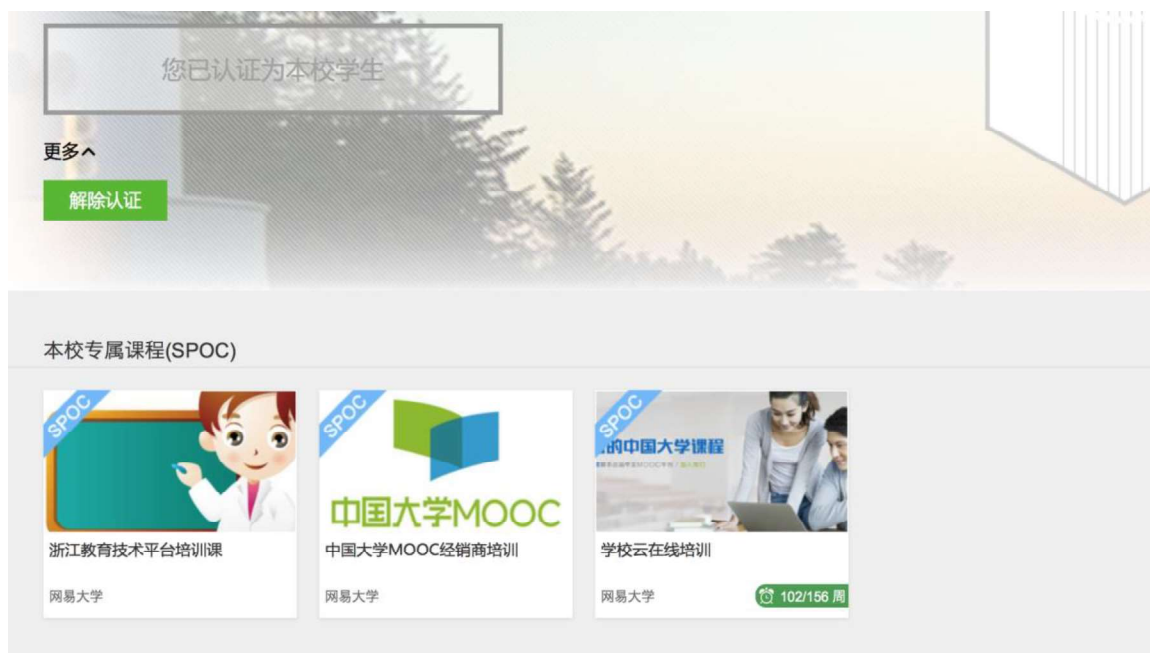 您已认证为本校学生
更多
解除认证
本校专属课程(SPOC)
SPOC
SPOC
中国大学MOOC
SPOC
的中国大学课程
浙江教育技术平台培训课
中国大学MOOC经销商培训
学校云在线培训
网易大学
网易大学
网易大学
102/156 周